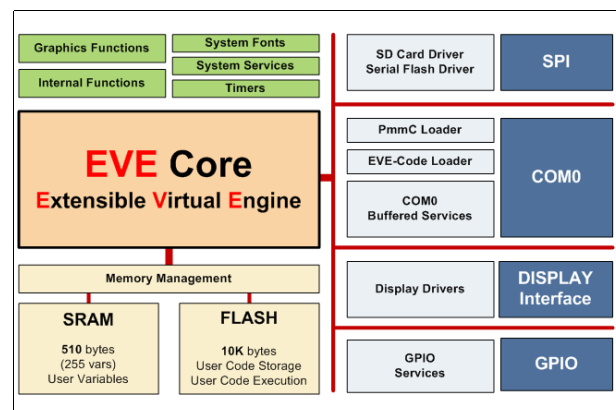 Graphics Functions
Internal Functions
System Fonts
System Services
Timers
EVE Core
Extensible Virtual Engine
Memory Management
SRAM
510 bytes
(255 vars)
User Variables
FLASH
10K bytes
User Code Storage
User Code Execution
SD Card Driver
Serial Flash Driver
SPI
PmmC Loader
EVE-Code Loader
COM0
Buffered Services
COM0
Display Drivers
DISPLAY
Interface
GPIO
Services
GPIO